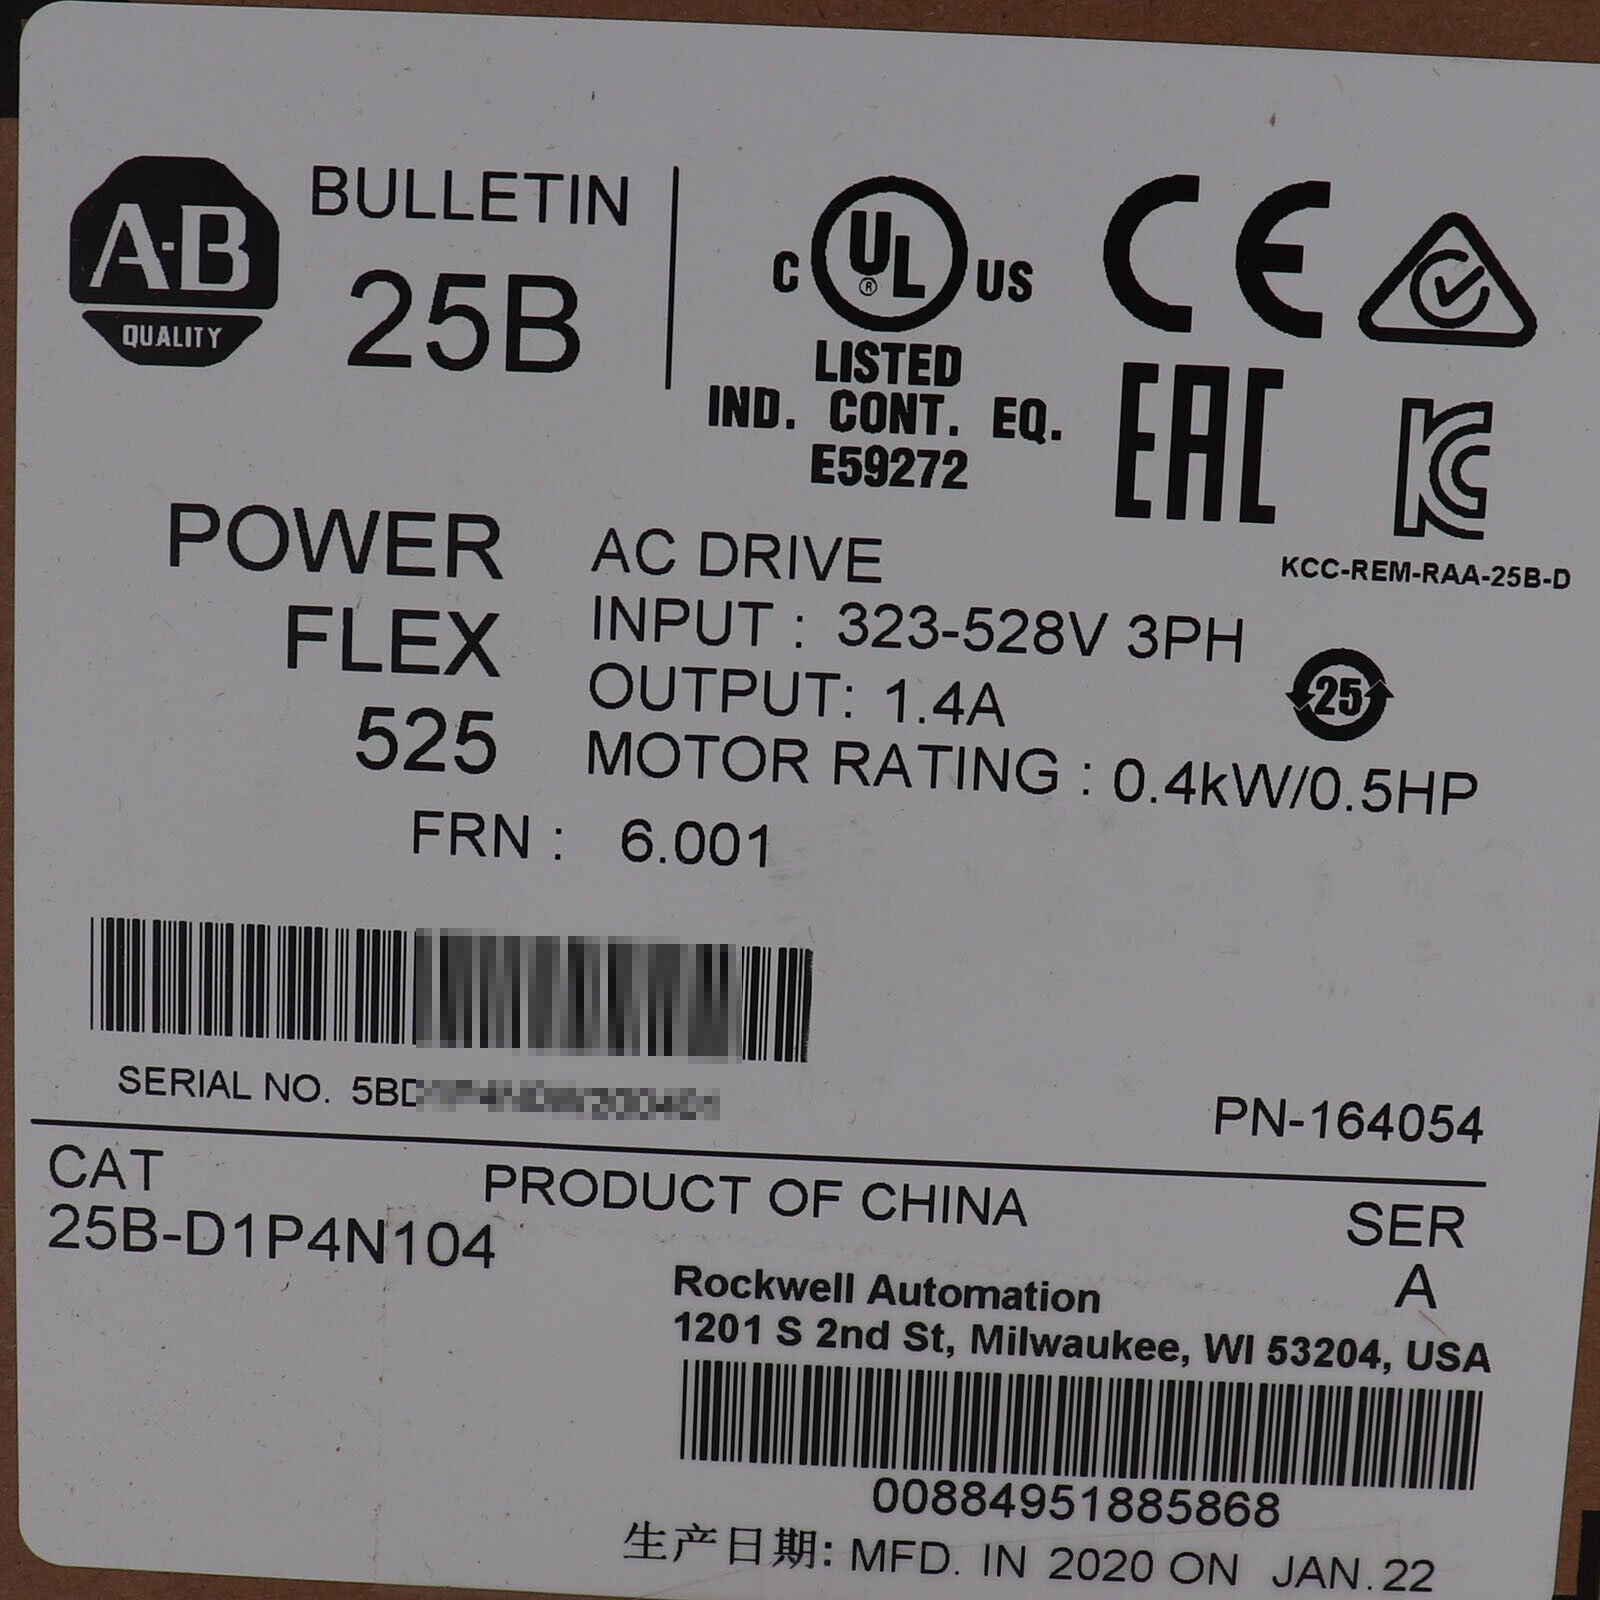 A-B
QUALITY
BULLETIN
25B
C UL® US
LISTED
IND. CONT. EQ.
E59272
CE
EAC
KC
KCC-REM-RAA-25B-D
POWER
FLEX
525
AC DRIVE
INPUT : 323-528V 3PH
OUTPUT: 1.4A
MOTOR RATING : 0.4kW/0.5HP
25
FRN : 6.001
SERIAL NO. 5BD
PN-164054
CAT
25B-D1P4N104
PRODUCT OF CHINA
SER
A
Rockwell Automation
1201 S 2nd St, Milwaukee, WI 53204, USA
00884951885868
生产日期: MFD. IN 2020 ON JAN.22